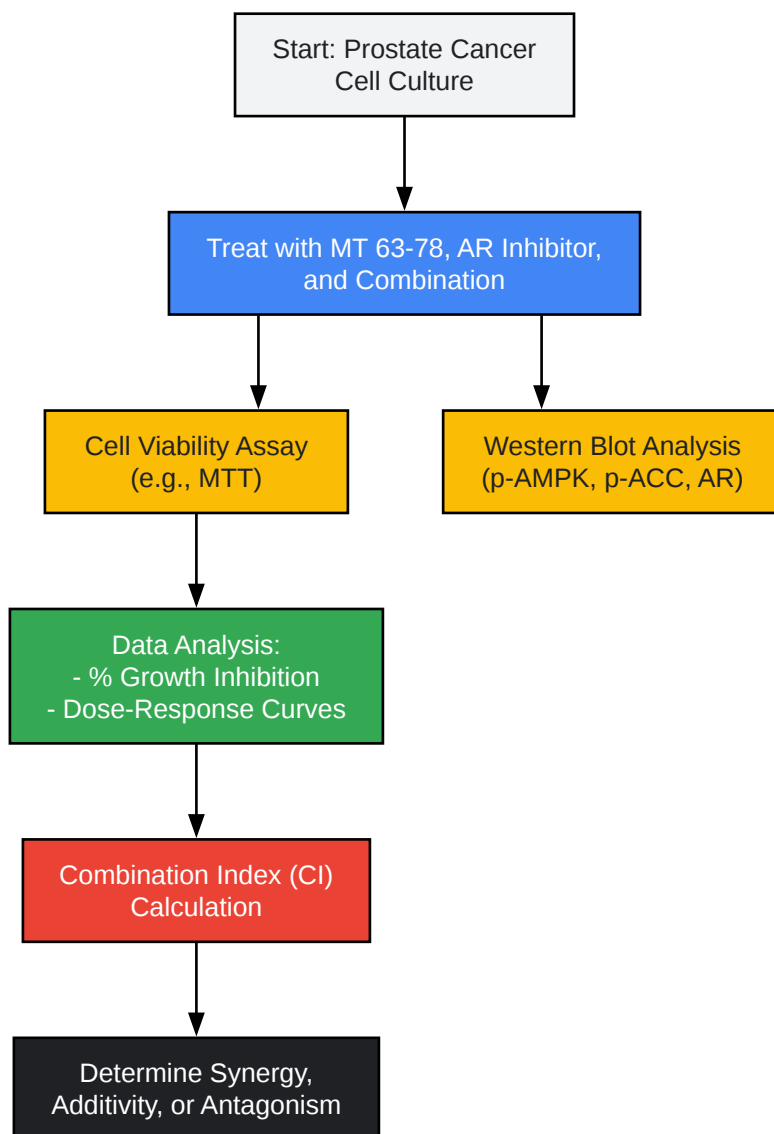 Start: Prostate Cancer
Cell Culture
Treat with MT 63-78, AR Inhibitor,
and Combination
Cell Viability Assay
(e.g., MTT)
Western Blot Analysis
(p-AMPK, p-ACC, AR)
Data Analysis:
- % Growth Inhibition
- Dose-Response Curves
Combination Index (CI)
Calculation
Determine Synergy,
Additivity, or Antagonism